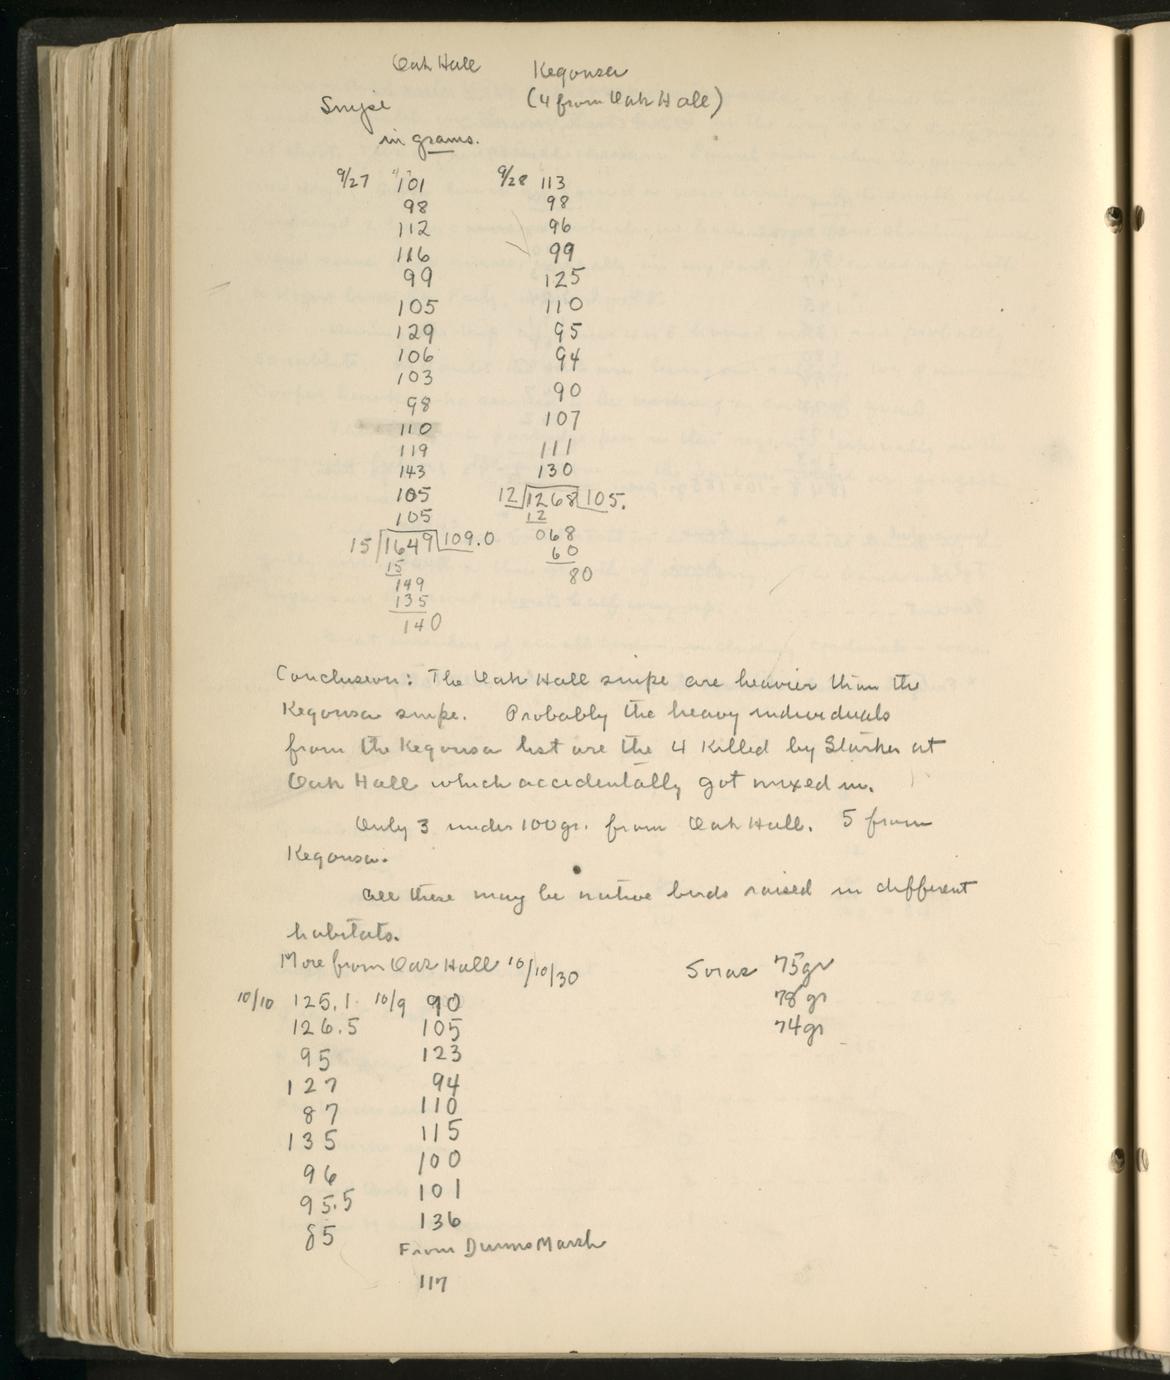 Oak Hall Kegonsa
Snipe (4 from Oak Hall)
in grams.
9/27 101 9/28 113
98 98
112 96
116 99
99 125
105 110
129 95
106 94
103 90
98 107
110 111
119 130
143 12 1268 105.
105 12
105 068
15 1649 109.0 60
15 80
149
135
140
Conclusion: The Oak Hall snipe are heavier than the
Kegonsa snipe. Probably the heavy individuals
from the Kegonsa list are the 4 killed by Starker at
Oak Hall which accidentally got mixed in.
Only 3 under 100 gr. from Oak Hall. 5 from
Kegonsa.
All these may be native birds raised in different
habitats.
More from Oak Hall 10/10/30 Soras 75gr
10/10 125.1 10/9 90 78 gr
126.5 105 74gr
95 123
127 94
87 110
135 115
96 100
95.5 101
85 136
From Dunns Marsh
117